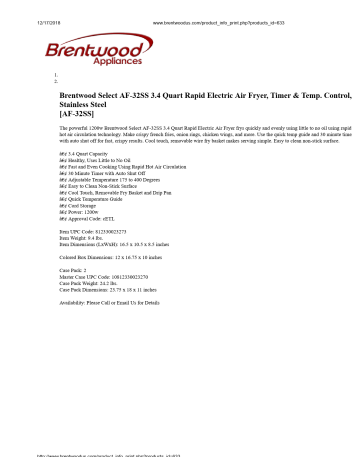 12/17/2018 www.brentwoodus.com/product_info_print.php?products_id=633
Brentwood
Appliances
1.
2.
Brentwood Select AF-32SS 3.4 Quart Rapid Electric Air Fryer, Timer & Temp. Control,
Stainless Steel
[AF-32SS]
The powerful 1200w Brentwood Select AF-32SS 3.4 Quart Rapid Electric Air Fryer frys quickly and evenly using little to no oil using rapid
hot air circulation technology. Make crispy french fries, onion rings, chicken wings, and more. Use the quick temp guide and 30 minute timer
with auto shut off for fast, crispy results. Cool touch, removable wire fry basket makes serving simple. Easy to clean non-stick surface.
• 3.4 Quart Capacity
• Healthy, Uses Little to No Oil
• Fast and Even Cooking Using Rapid Hot Air Circulation
• 30 Minute Timer with Auto Shut Off
• Adjustable Temperature 175 to 400 Degrees
• Easy to Clean Non-Stick Surface
• Cool Touch, Removable Fry Basket and Drip Pan
• Quick Temperature Guide
• Cord Storage
• Power: 1200w
• Approval Code: cETL
Item UPC Code: 812330023273
Item Weight: 9.4 lbs.
Item Dimensions (LxWxH): 16.5 x 10.5 x 8.5 inches
Colored Box Dimensions: 12 x 16.75 x 10 inches
Case Pack: 2
Master Case UPC Code: 10812330023270
Case Pack Weight: 24.2 lbs.
Case Pack Dimensions: 23.75 x 18 x 11 inches
Availability: Please Call or Email Us for Details
http://www.brentwoodus.com/product_info_print.php?products_id=633